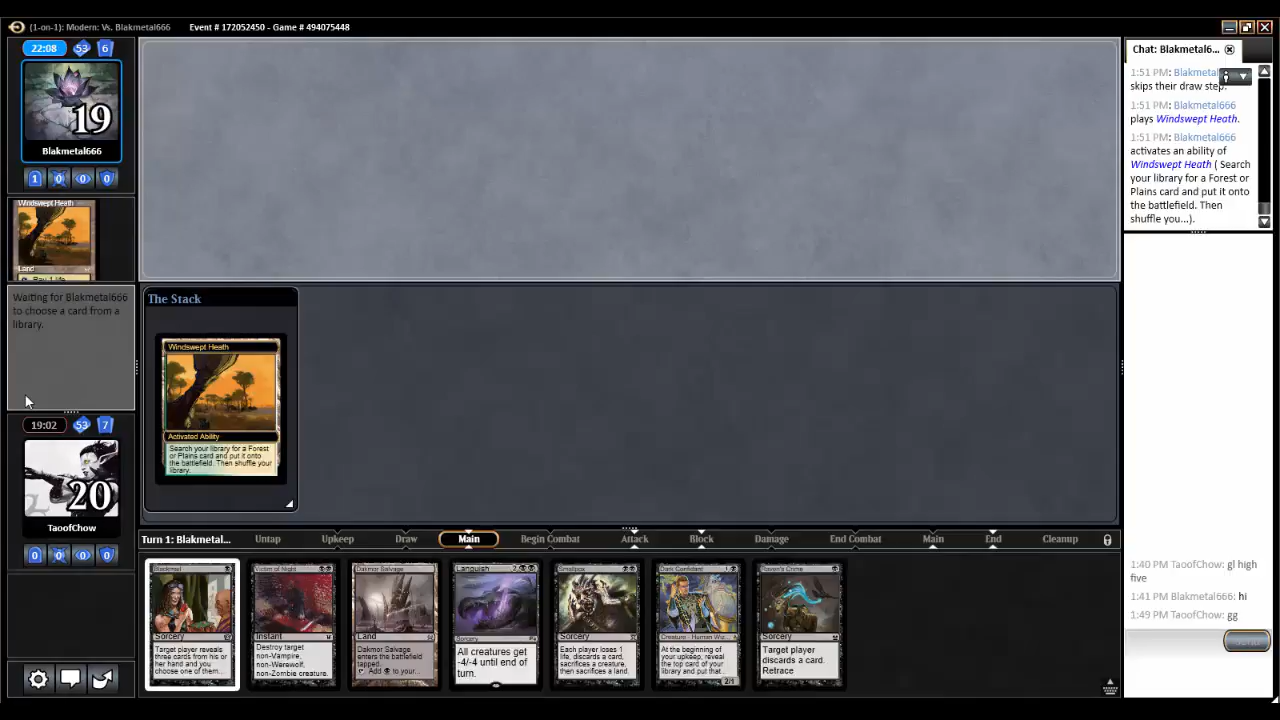 (1-on-1): Modern: Vs. Blakmetal666
Event # 172052450 - Game # 494075448
22:08 53 6
19
Blakmetal666
1 0 0 0
Windswept Heath
Land
Waiting for Blakmetal666
to choose a card from a
library.
19:02 53 7
20
TaoofChow
0 0 0 0
The Stack
Windswept Heath
Activated Ability
Search your library for a Forest
or Plains card and put it onto
the battlefield. Then shuffle your
library.
Turn 1: Blakmetal...
Untap
Upkeep
Draw
Main
Begin Combat
Attack
Block
Damage
End Combat
Main
End
Cleanup
Blackmail
Sorcery
Target player
reveals three
cards from his or
her hand and you
choose one of them...
Victim of Night
Instant
Destroy target
non-Vampire,
non-Werewolf,
non-Zombie creature.
Dakmor Salvage
Land
Dakmor Salvage
enters the battlefield
tapped.
: Add to your...
Languish 2
Sorcery
All creatures get
-4/-4 until end of
turn.
Smallpox
Sorcery
Each player loses 1
life, discards a card,
sacrifices a creature,
then sacrifices a land.
Dark Confidant 1
Creature - Human Wiz...
At the beginning of
your upkeep, reveal
the top card of your
library and put that...
2/1
Raven's Crime
Sorcery
Target player
discards a card.
Retrace
Chat: Blakmetal6...
1:51 PM: Blakmetal
skips their draw step.
1:51 PM: Blakmetal666
plays Windswept Heath.
1:51 PM: Blakmetal666
activates an ability of
Windswept Heath ( Search
your library for a Forest or
Plains card and put it onto
the battlefield. Then
shuffle you...).
1:40 PM TaoofChow: gl high
five
1:41 PM Blakmetal666: hi
1:49 PM TaoofChow: gg